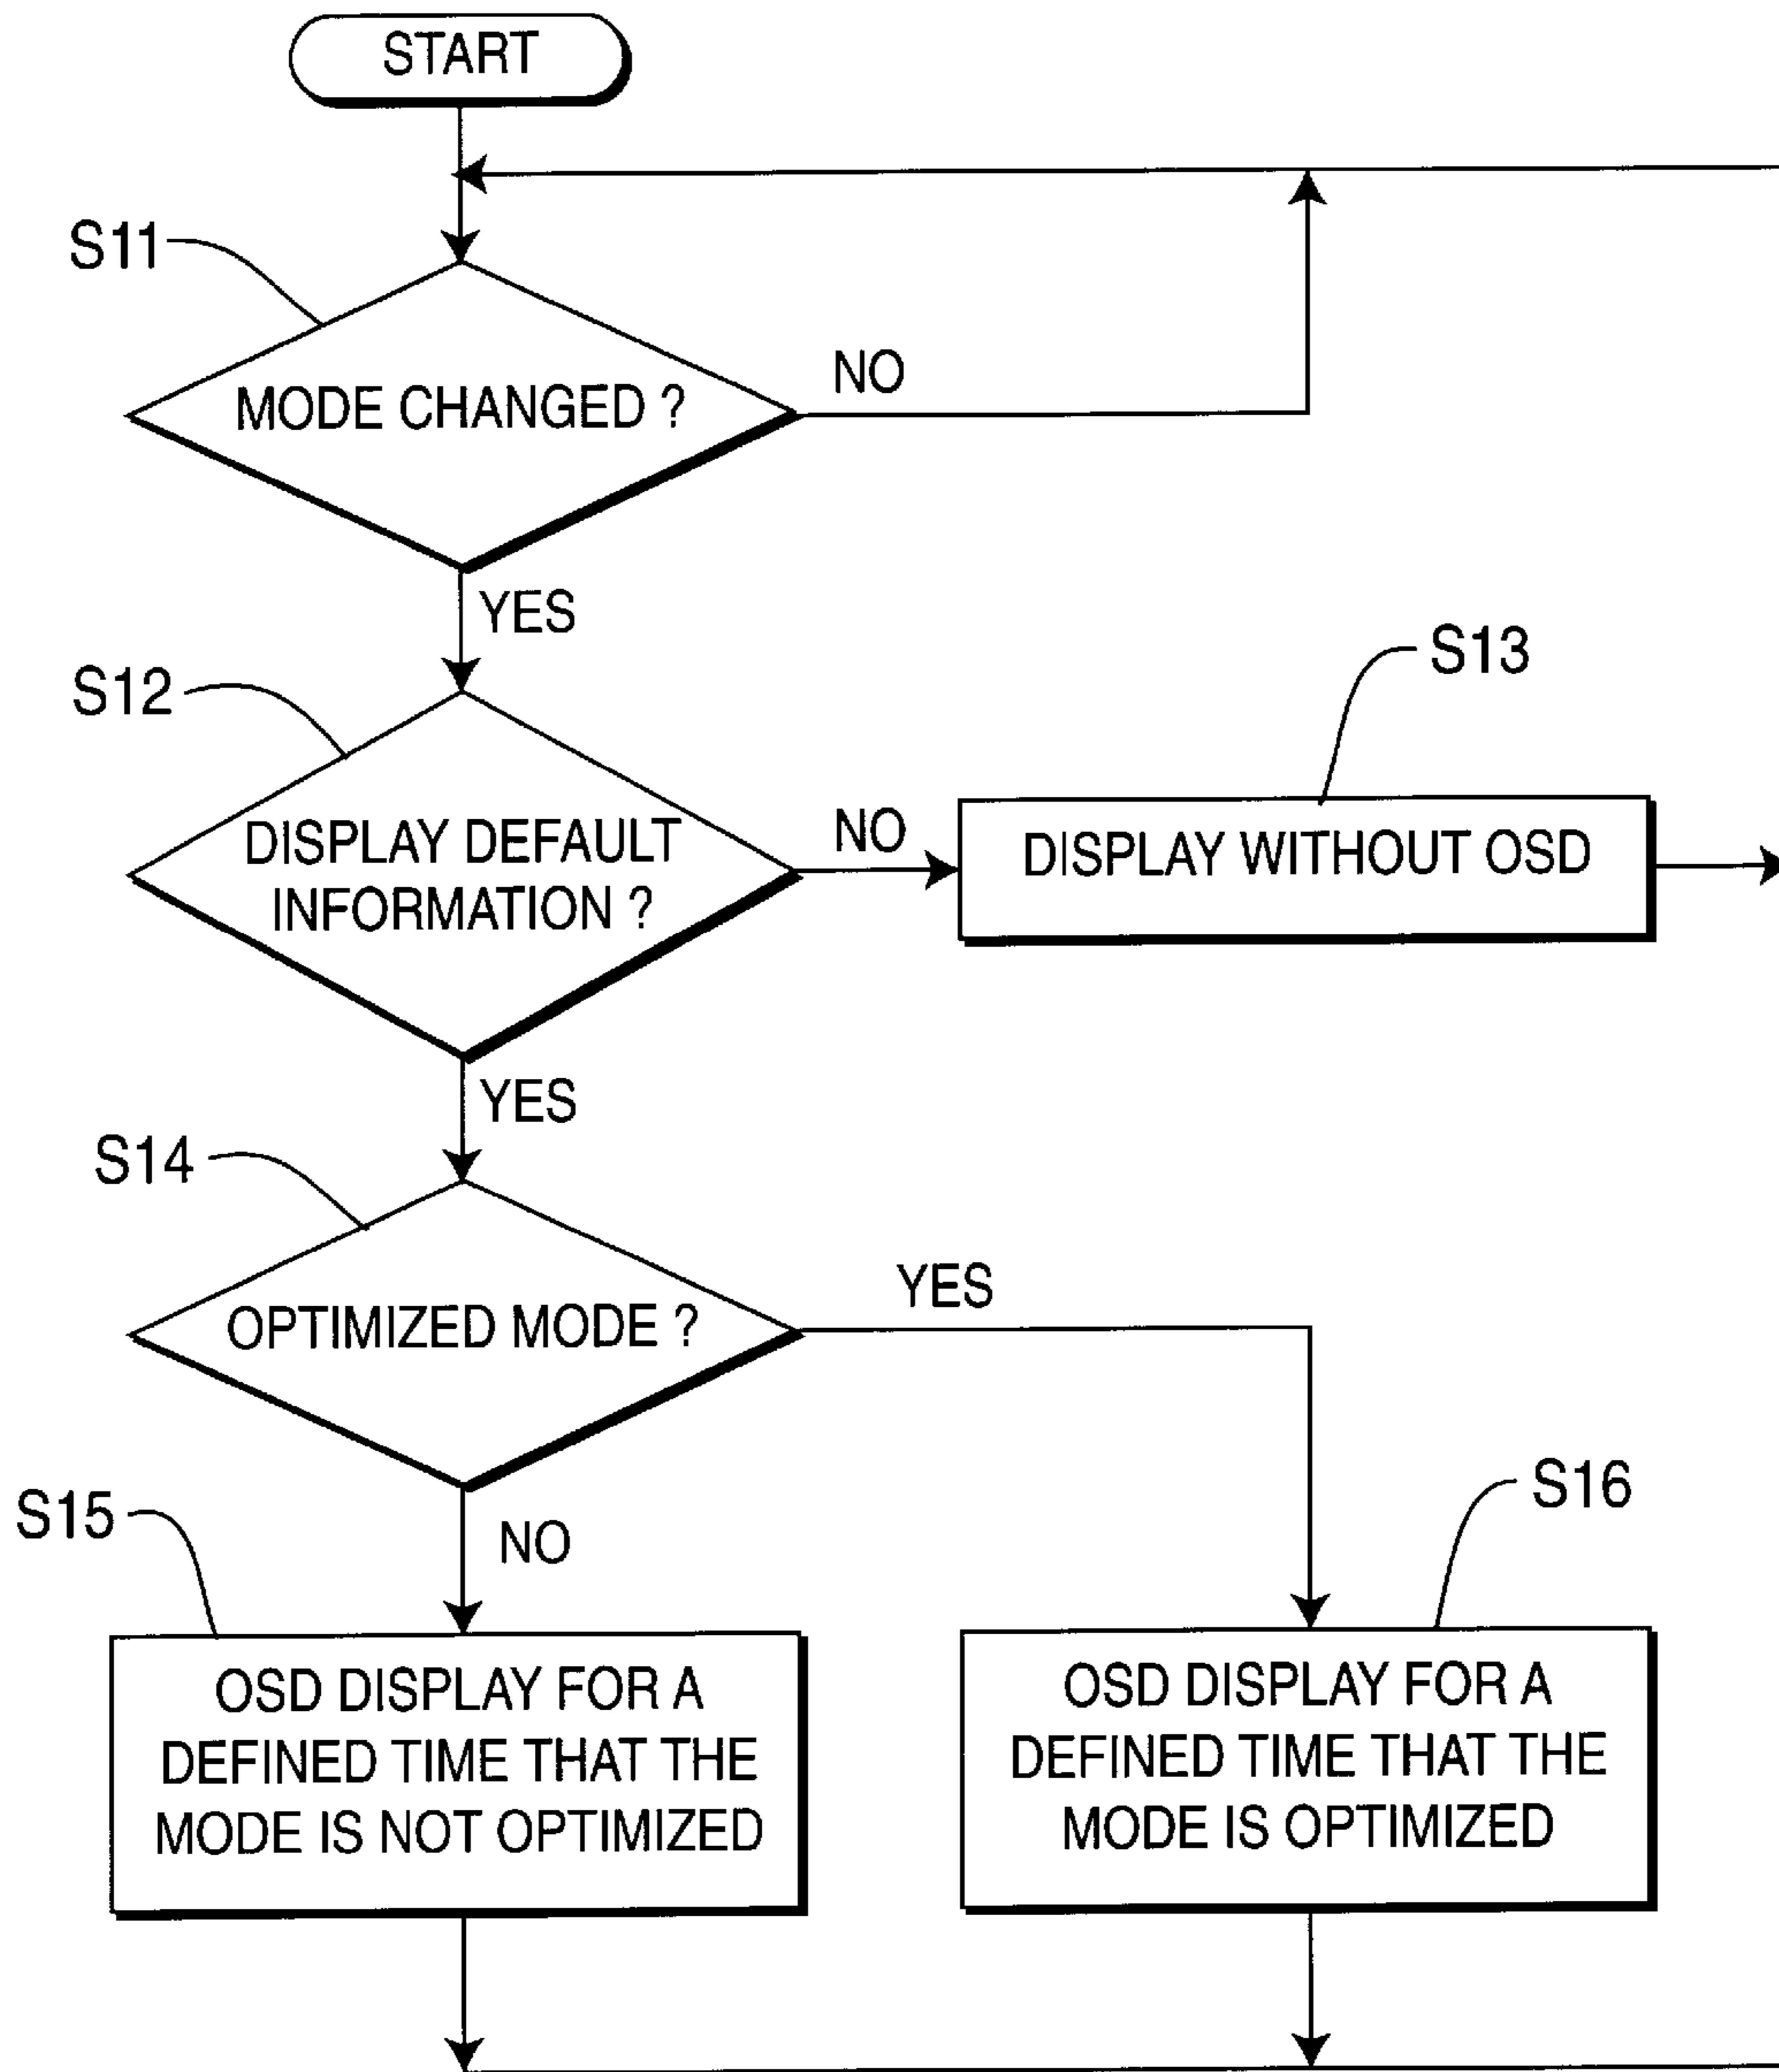 START
S11
MODE CHANGED ?
NO
YES
S12
DISPLAY DEFAULT
INFORMATION ?
NO
S13
DISPLAY WITHOUT OSD
YES
S14
OPTIMIZED MODE ?
YES
NO
S15
OSD DISPLAY FOR A
DEFINED TIME THAT THE
MODE IS NOT OPTIMIZED
S16
OSD DISPLAY FOR A
DEFINED TIME THAT THE
MODE IS OPTIMIZED